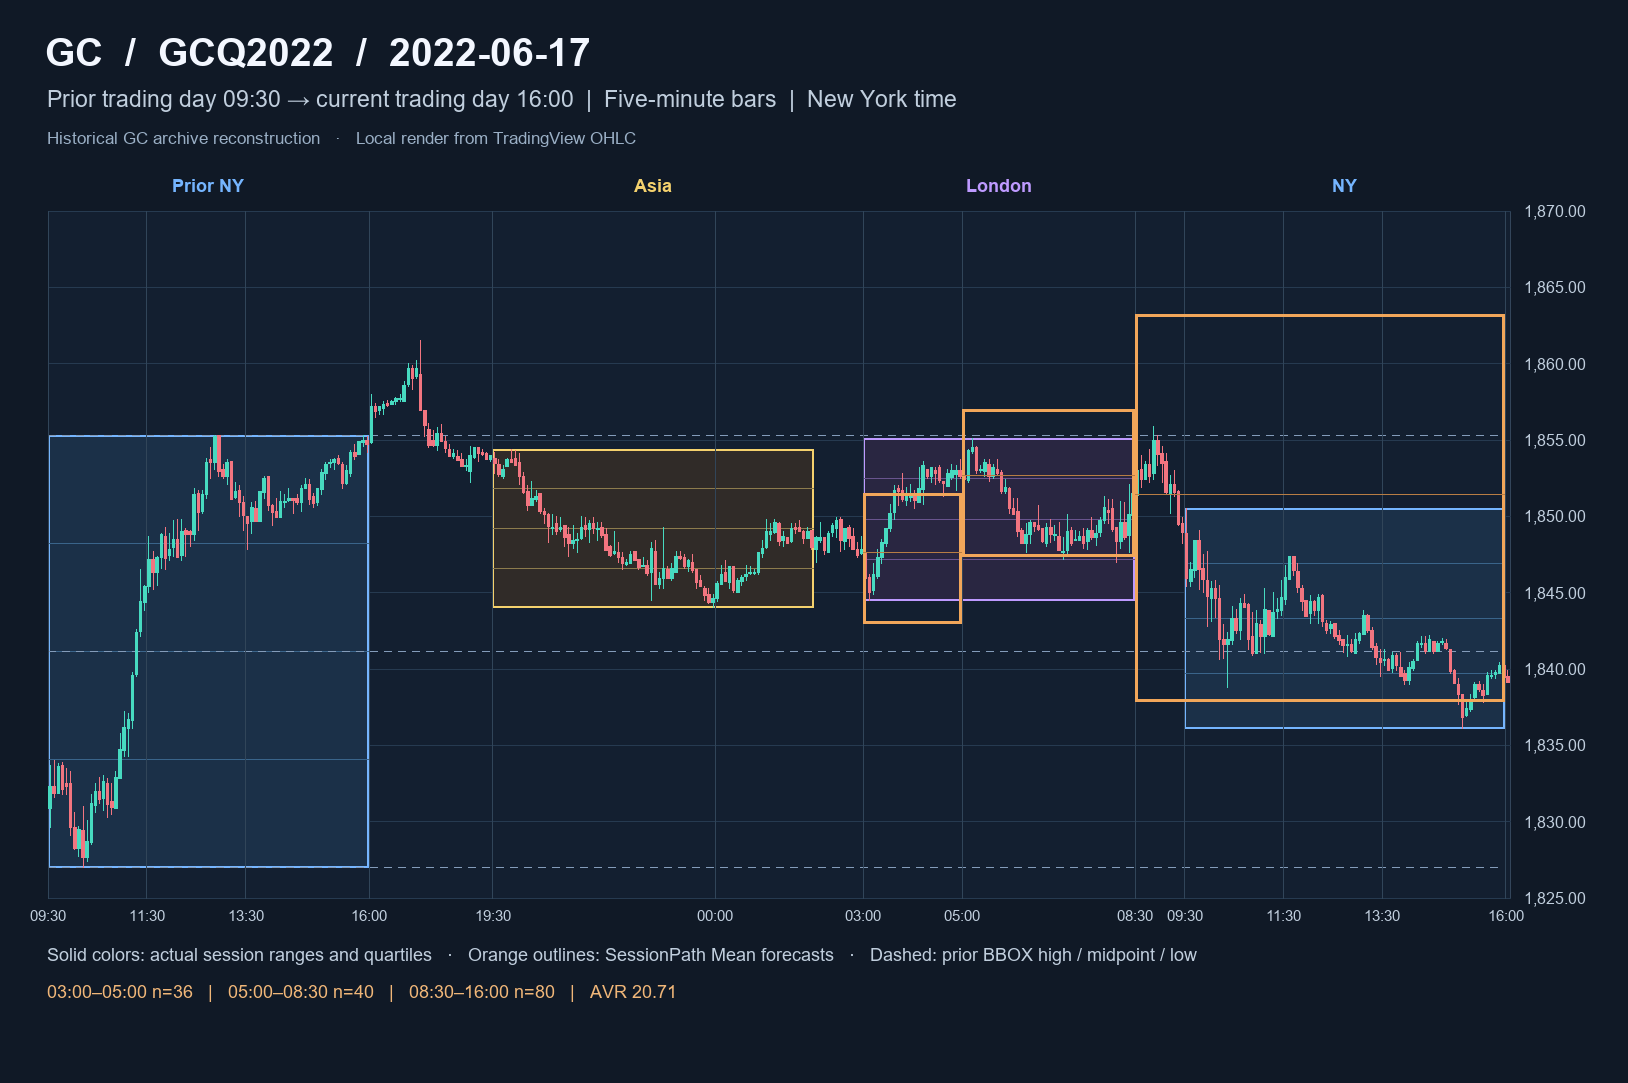 GC / GCQ2022 / 2022-06-17
Prior trading day 09:30 → current trading day 16:00 | Five-minute bars | New York time
Historical GC archive reconstruction · Local render from TradingView OHLC
Prior NY Asia London NY
1,870.00
1,865.00
1,860.00
1,855.00
1,850.00
1,845.00
1,840.00
1,835.00
1,830.00
1,825.00
09:30 11:30 13:30 16:00 19:30 00:00 03:00 05:00 08:30 09:30 11:30 13:30 16:00
Solid colors: actual session ranges and quartiles · Orange outlines: SessionPath Mean forecasts · Dashed: prior BBOX high / midpoint / low
03:00–05:00 n=36 | 05:00–08:30 n=40 | 08:30–16:00 n=80 | AVR 20.71